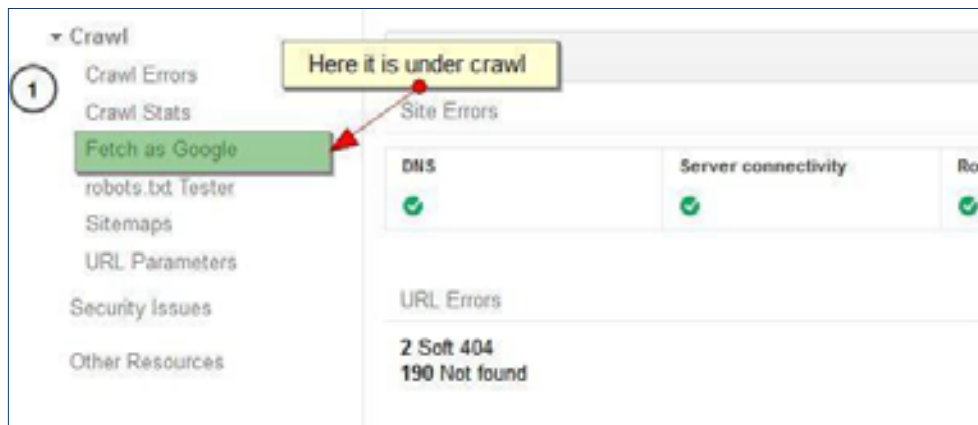 Crawl
1
Crawl Errors
Crawl Stats
Fetch as Google
robots.txt Tester
Sitemaps
URL Parameters
Security Issues
Other Resources
Here it is under crawl
Site Errors
DNS
Server connectivity
Ro
URL Errors
2 Soft 404
190 Not found